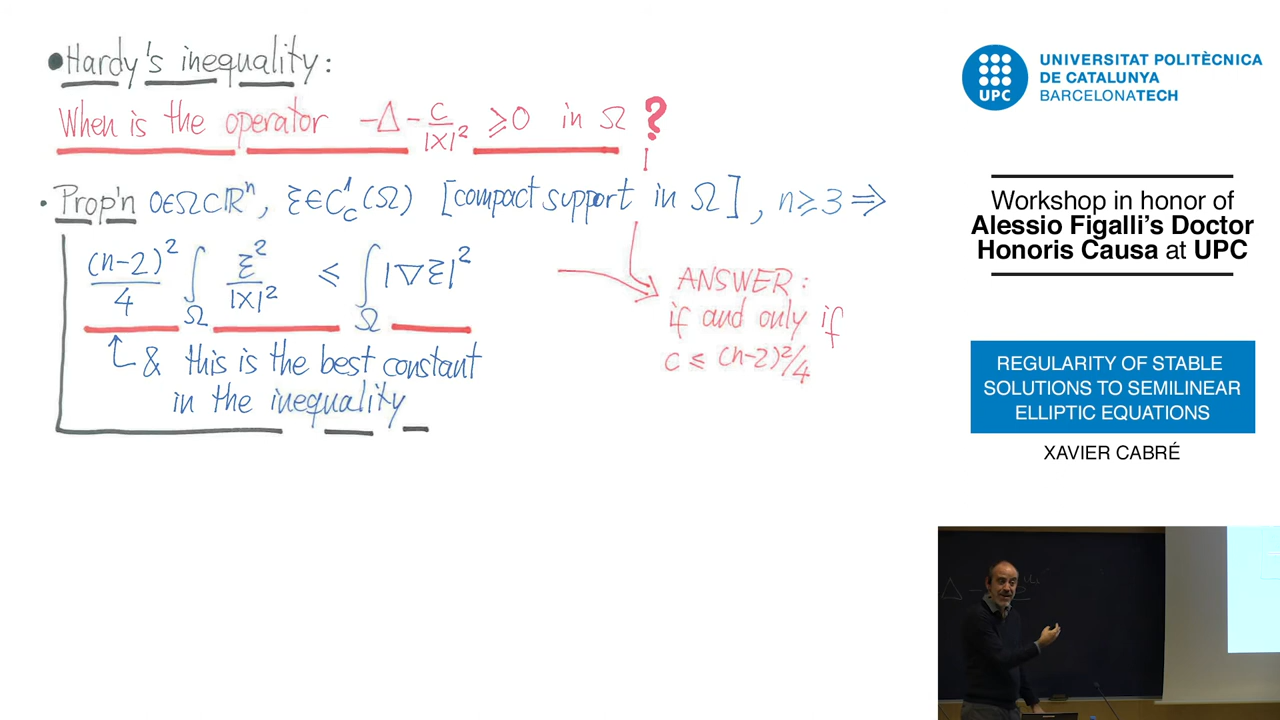 • Hardy's inequality:
When is the operator -Δ - c/|x|² ≥ 0 in Ω ?
• Prop'n 0∈Ω⊂ℝⁿ, ξ∈C¹_c(Ω) [compact support in Ω], n≥3 ⇒
(n-2)²/4 ∫_Ω ξ²/|x|² ≤ ∫_Ω |∇ξ|²
& this is the best constant
in the inequality
ANSWER:
if and only if
c ≤ (n-2)²/4
UPC
UNIVERSITAT POLITÈCNICA
DE CATALUNYA
BARCELONATECH
Workshop in honor of
Alessio Figalli's Doctor
Honoris Causa at UPC
REGULARITY OF STABLE
SOLUTIONS TO SEMILINEAR
ELLIPTIC EQUATIONS
XAVIER CABRÉ